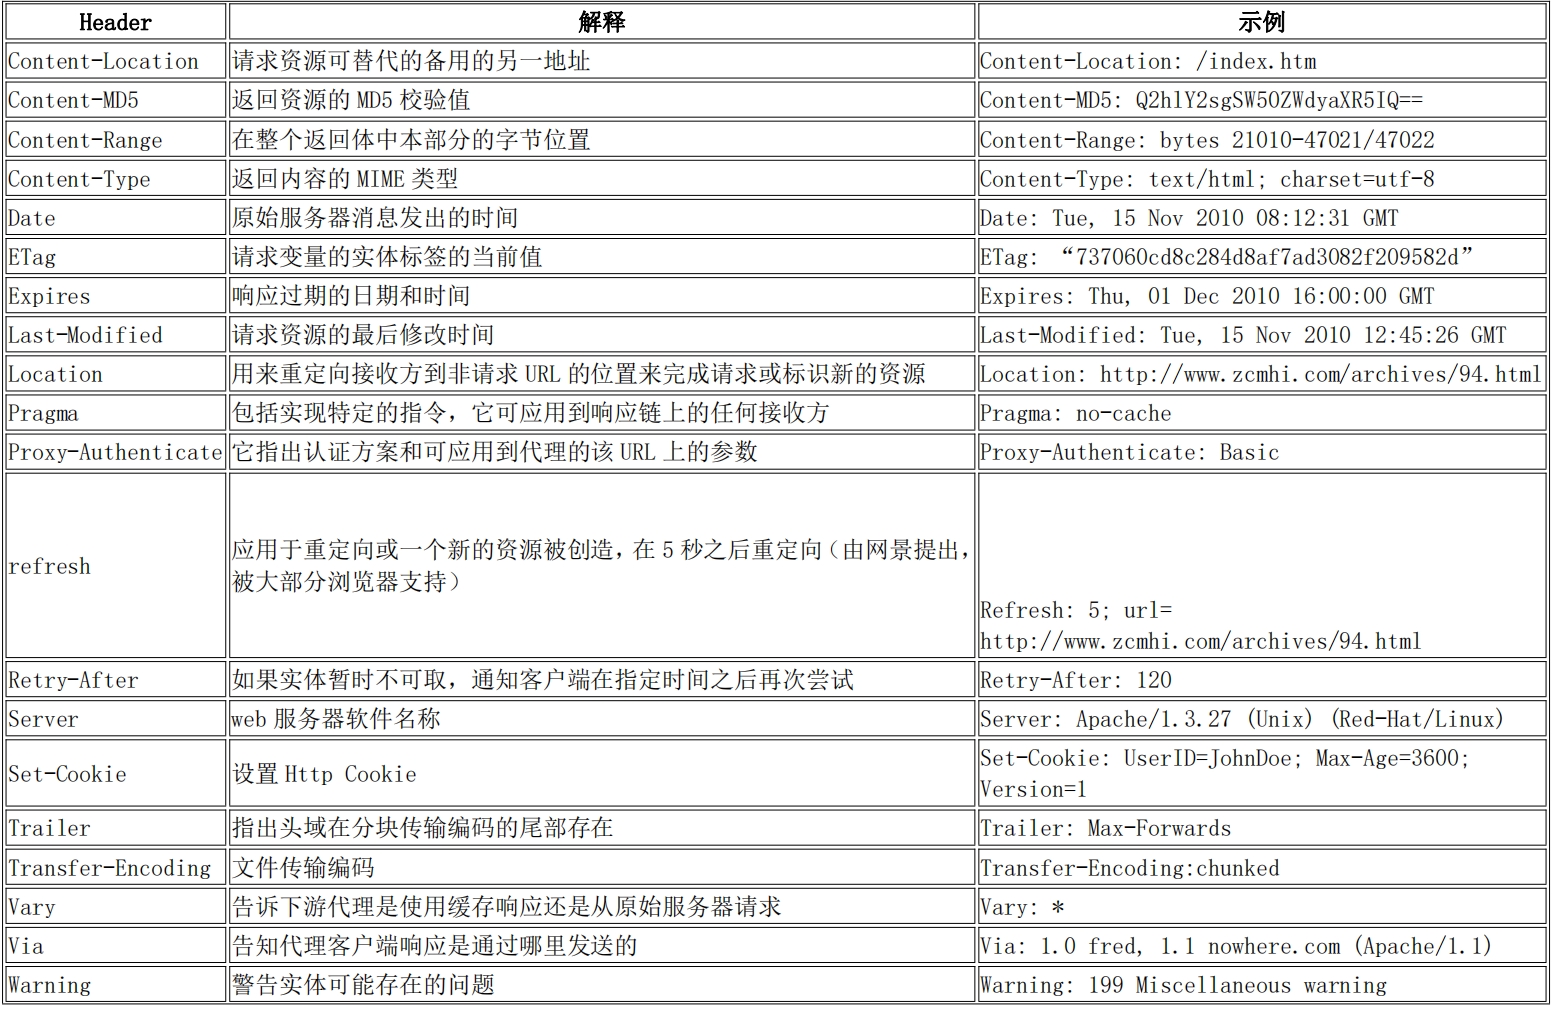 Header 解释 示例
Content-Location 请求资源可替代的备用的另一地址 Content-Location: /index.htm
Content-MD5 返回资源的 MD5 校验值 Content-MD5: Q2hlY2sgSW50ZWdyaXR5IQ==
Content-Range 在整个返回体中本部分的字节位置 Content-Range: bytes 21010-47021/47022
Content-Type 返回内容的 MIME 类型 Content-Type: text/html; charset=utf-8
Date 原始服务器消息发出的时间 Date: Tue, 15 Nov 2010 08:12:31 GMT
ETag 请求变量的实体标签的当前值 ETag: “737060cd8c284d8af7ad3082f209582d”
Expires 响应过期的日期和时间 Expires: Thu, 01 Dec 2010 16:00:00 GMT
Last-Modified 请求资源的最后修改时间 Last-Modified: Tue, 15 Nov 2010 12:45:26 GMT
Location 用来重定向接收方到非请求 URL 的位置来完成请求或标识新的资源 Location: http://www.zcmhi.com/archives/94.html
Pragma 包括实现特定的指令，它可应用到响应链上的任何接收方 Pragma: no-cache
Proxy-Authenticate 它指出认证方案和可应用到代理的该 URL 上的参数 Proxy-Authenticate: Basic
refresh
应用于重定向或一个新的资源被创造，在 5 秒之后重定向（由网景提出，
被大部分浏览器支持）
Refresh: 5; url=
http://www.zcmhi.com/archives/94.html
Retry-After 如果实体暂时不可取，通知客户端在指定时间之后再次尝试 Retry-After: 120
Server web 服务器软件名称 Server: Apache/1.3.27 (Unix) (Red-Hat/Linux)
Set-Cookie 设置 Http Cookie Set-Cookie: UserID=JohnDoe; Max-Age=3600;
Version=1
Trailer 指出头域在分块传输编码的尾部存在 Trailer: Max-Forwards
Transfer-Encoding 文件传输编码 Transfer-Encoding:chunked
Vary 告诉下游代理是使用缓存响应还是从原始服务器请求 Vary: *
Via 告知代理客户端响应是通过哪里发送的 Via: 1.0 fred, 1.1 nowhere.com (Apache/1.1)
Warning 警告实体可能存在的问题 Warning: 199 Miscellaneous warning